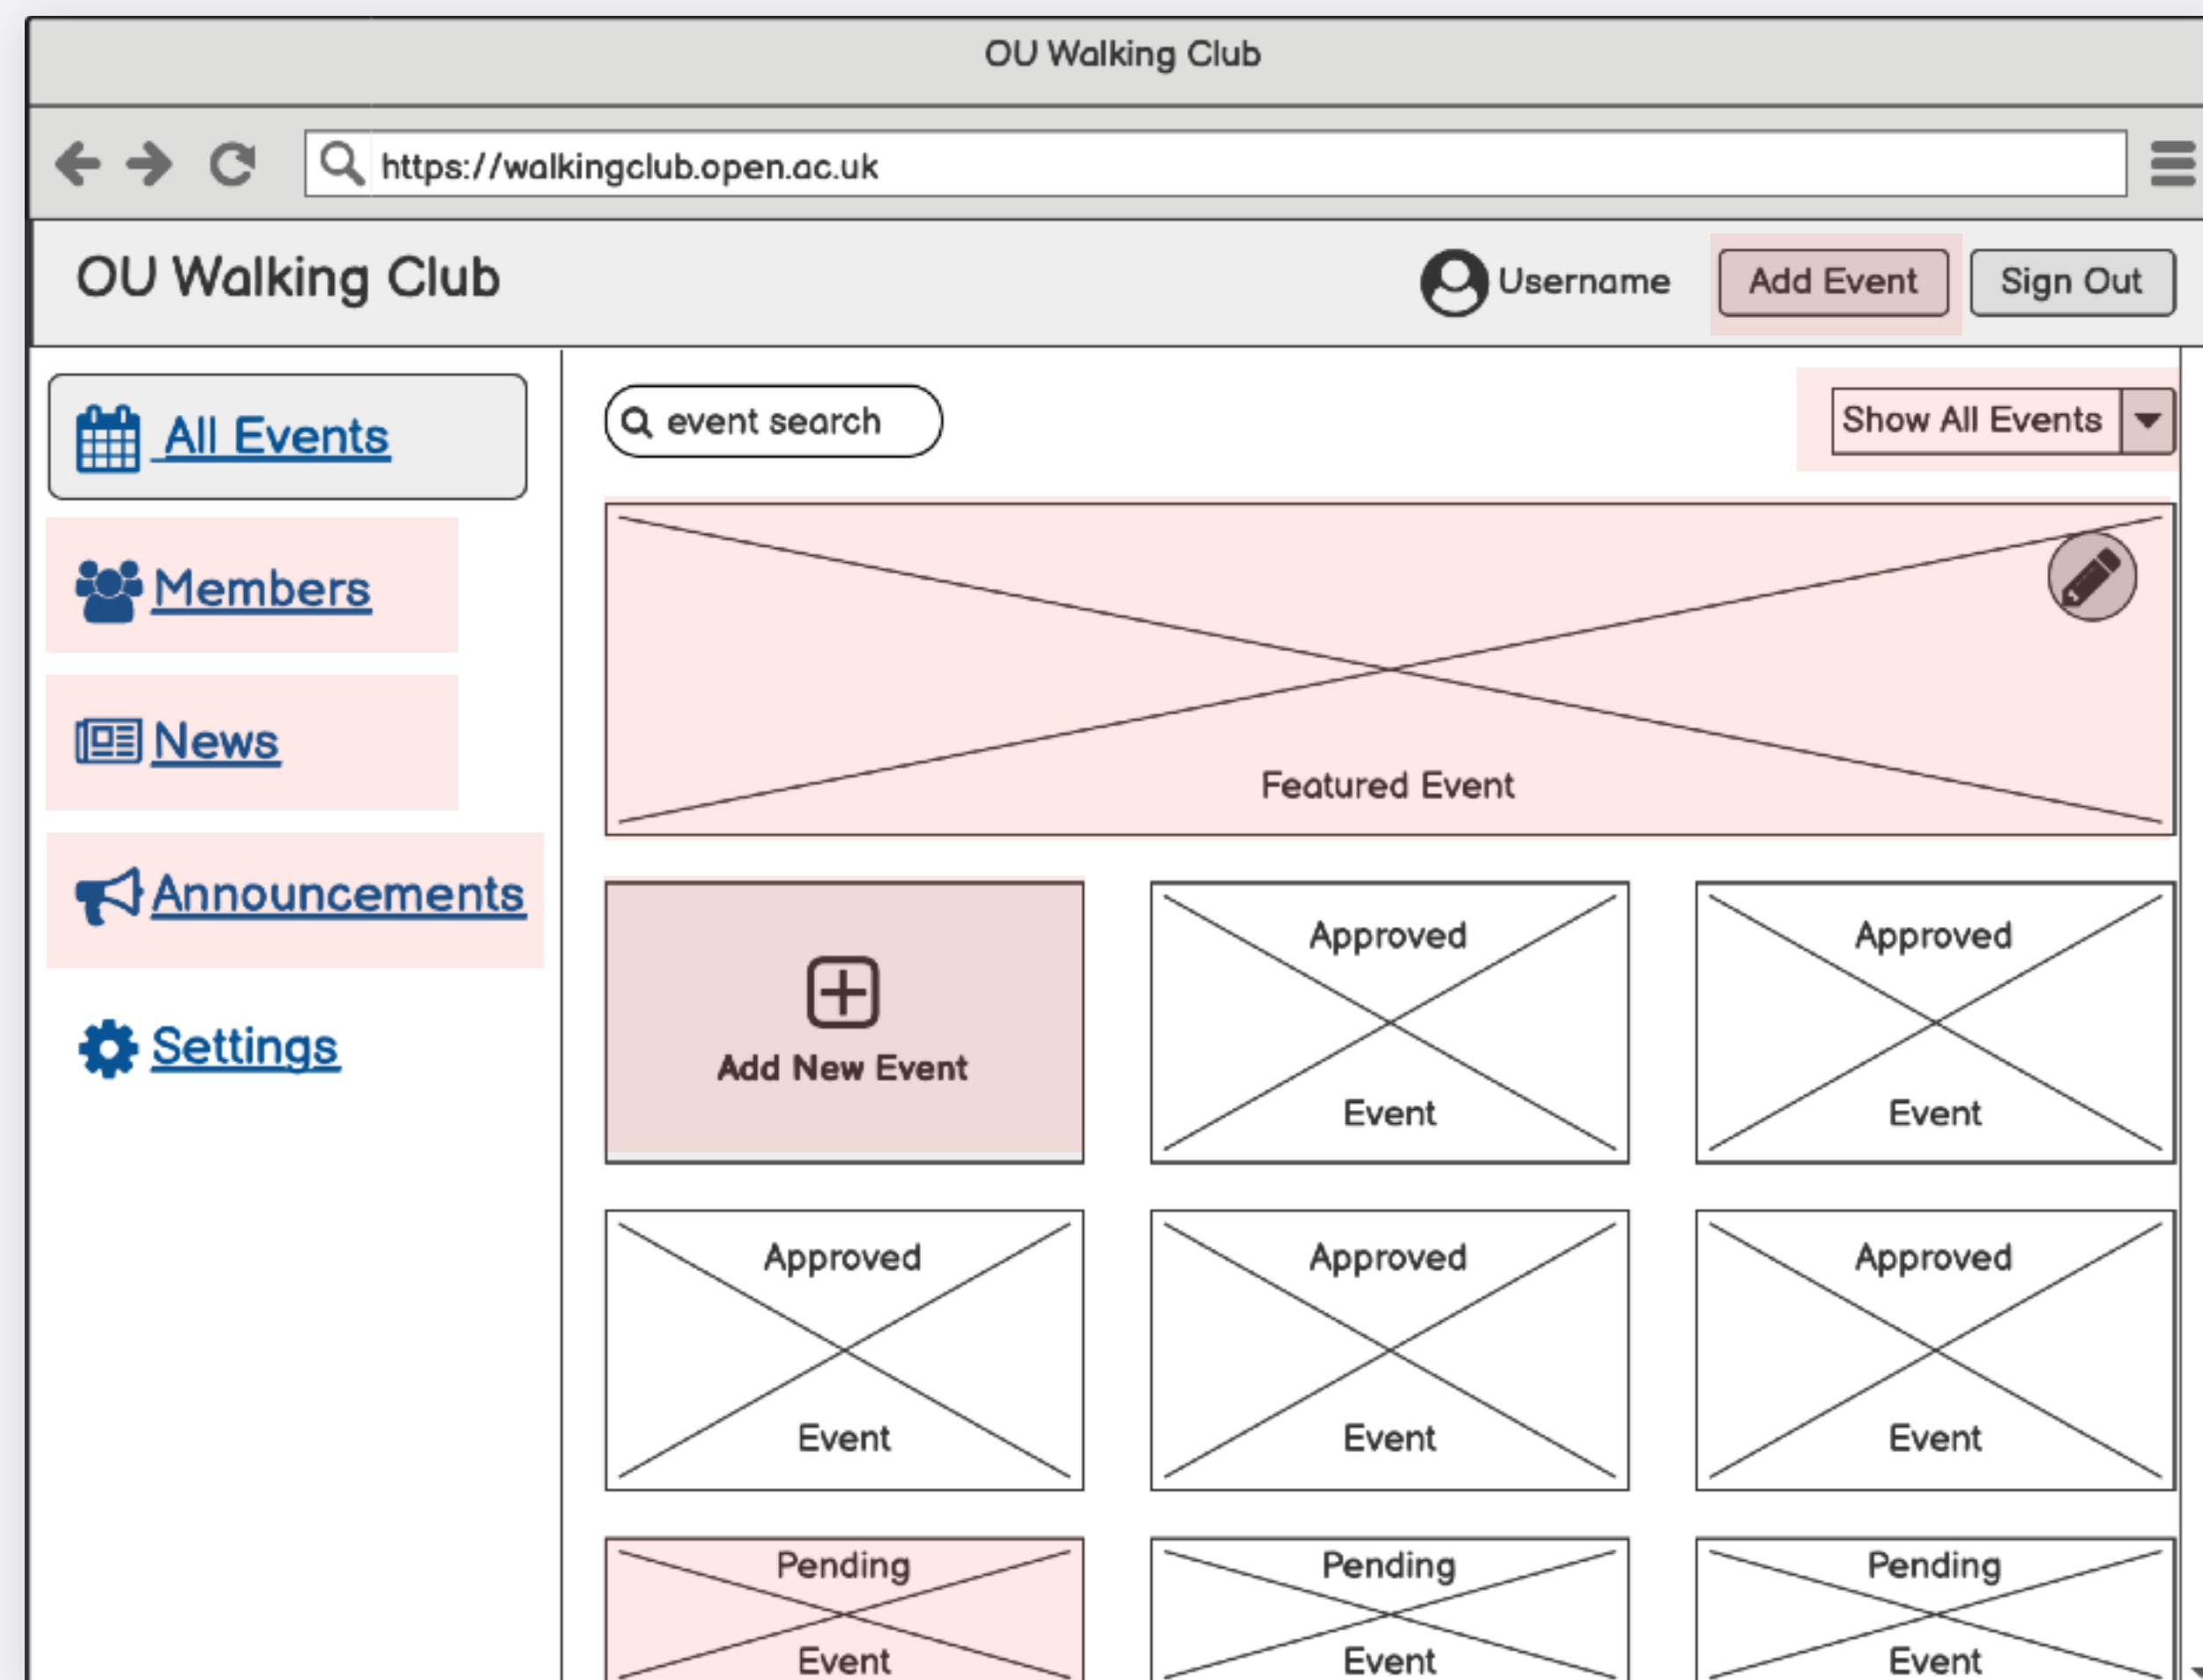 OU Walking Club
https://walkingclub.open.ac.uk
OU Walking Club
Username
Add Event
Sign Out
All Events
Members
News
Announcements
Settings
event search
Show All Events
Featured Event
Add New Event
Approved
Event
Approved
Event
Approved
Event
Approved
Event
Approved
Event
Pending
Event
Pending
Event
Pending
Event